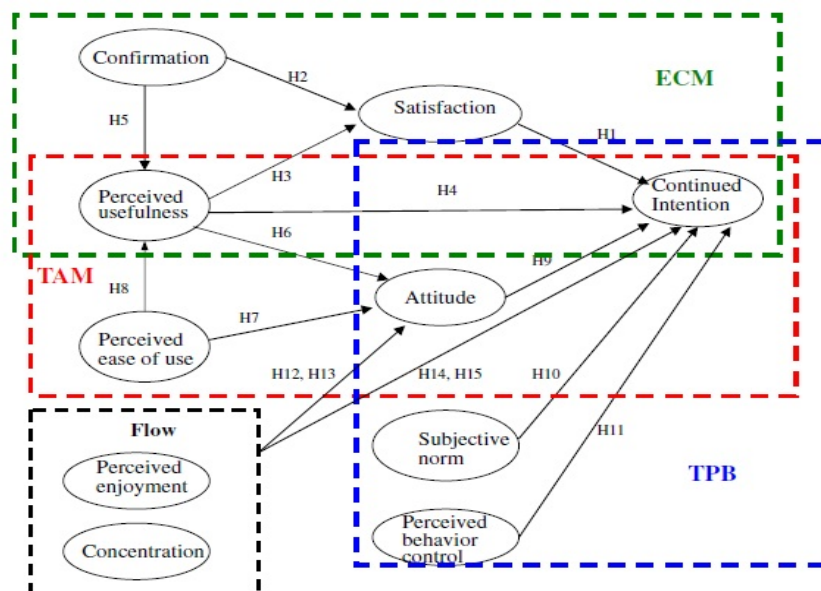 Confirmation
H2
ECM
Satisfaction
H5
H1
H3
Perceived
usefulness
H4
Continued
Intention
H6
TAM
H9
H8
Attitude
H7
Perceived
ease of use
H12, H13
H14, H15
H10
Flow
Subjective
norm
H11
Perceived
enjoyment
TPB
Perceived
behavior
control
Concentration